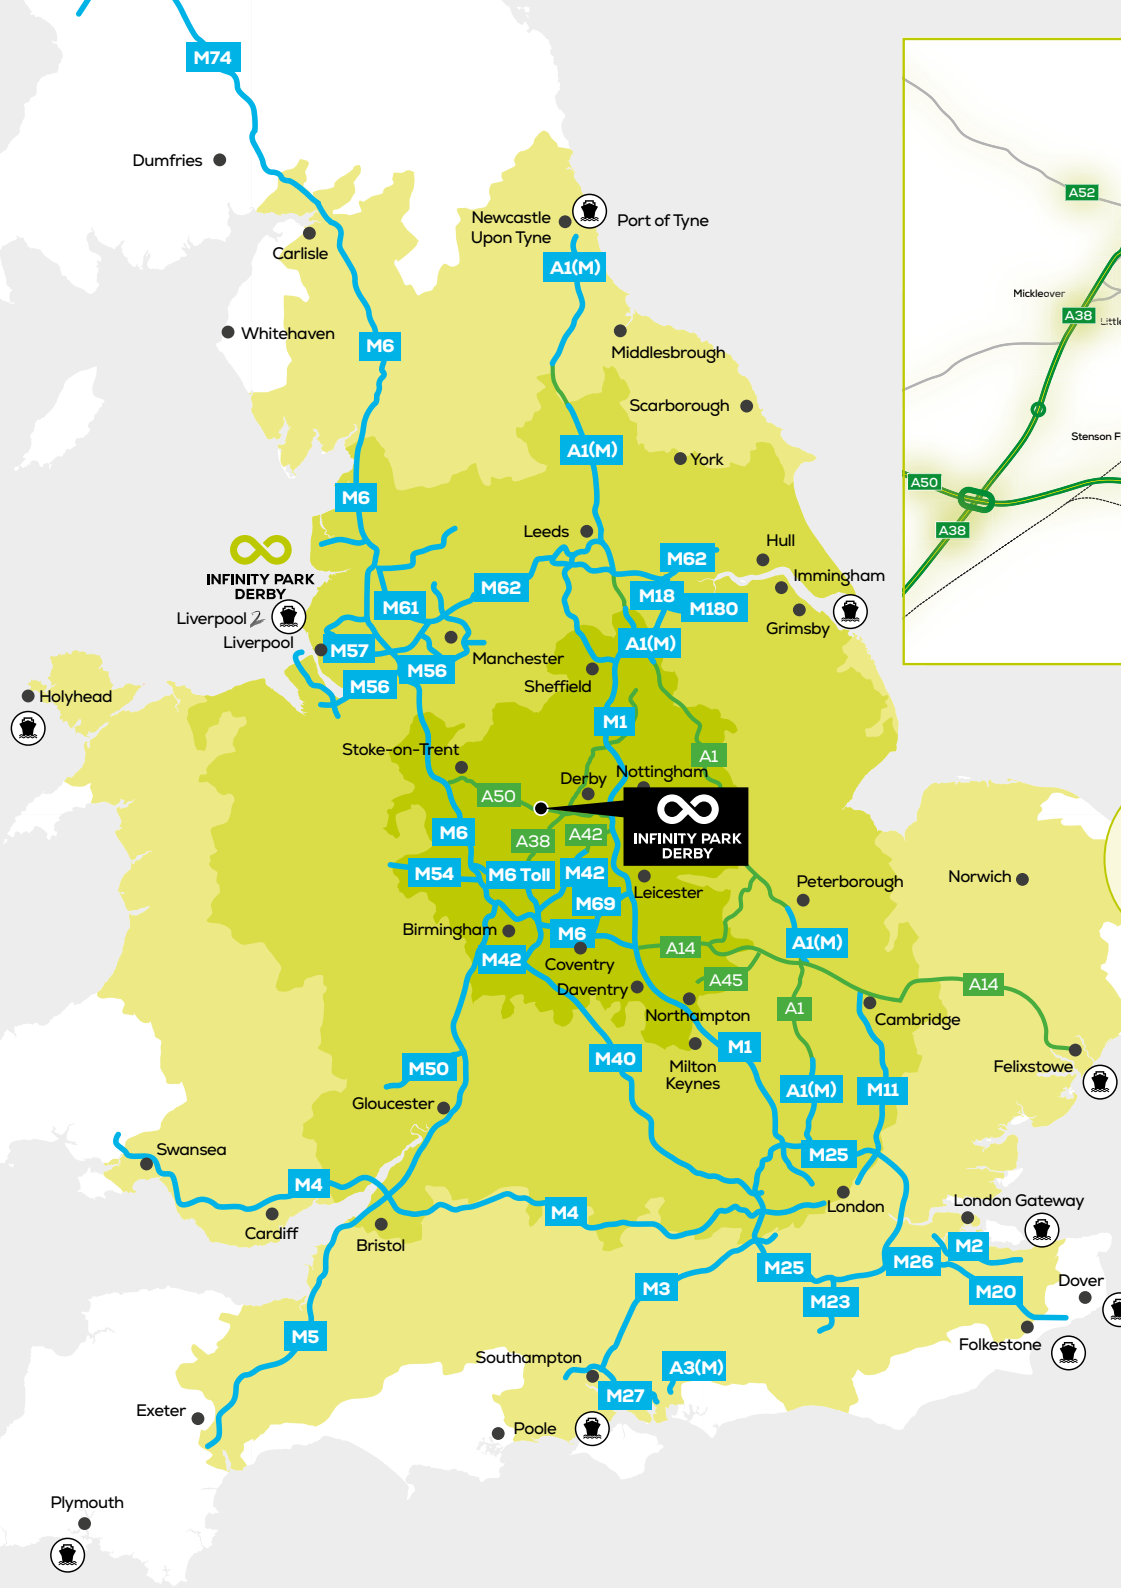 M74
Dumfries
A52
Newcastle
Upon Tyne
Port of Tyne
Carlisle
A1(M)
Mickleover
A38
Whitehaven
M6
Middlesbrough
Scarborough
A1(M)
York
Stenson
A50
M6
Leeds
A38
Hull
M62
INFINITY PARK
DERBY
Immingham
M62
M18
M180
M61
Liverpool 2
Grimsby
Liverpool
M57
A1(M)
Manchester
M56
M56
Sheffield
Holyhead
M1
Stoke-on-Trent
A1
Derby
Nottingham
A50
INFINITY PARK
DERBY
M6
A38
A42
M54
M6 Toll
M42
Leicester
Peterborough
Norwich
M69
Birmingham
M6
A14
A1(M)
M42
Coventry
Daventry
A45
A14
Northampton
A1
Cambridge
M1
M40
M50
Milton
Keynes
Felixstowe
A1(M)
M11
Gloucester
Swansea
M25
M4
London
London Gateway
M4
Cardiff
Bristol
M2
M25
M26
Dover
M3
M20
M23
M5
Folkestone
Southampton
A3(M)
M27
Exeter
Poole
Plymouth